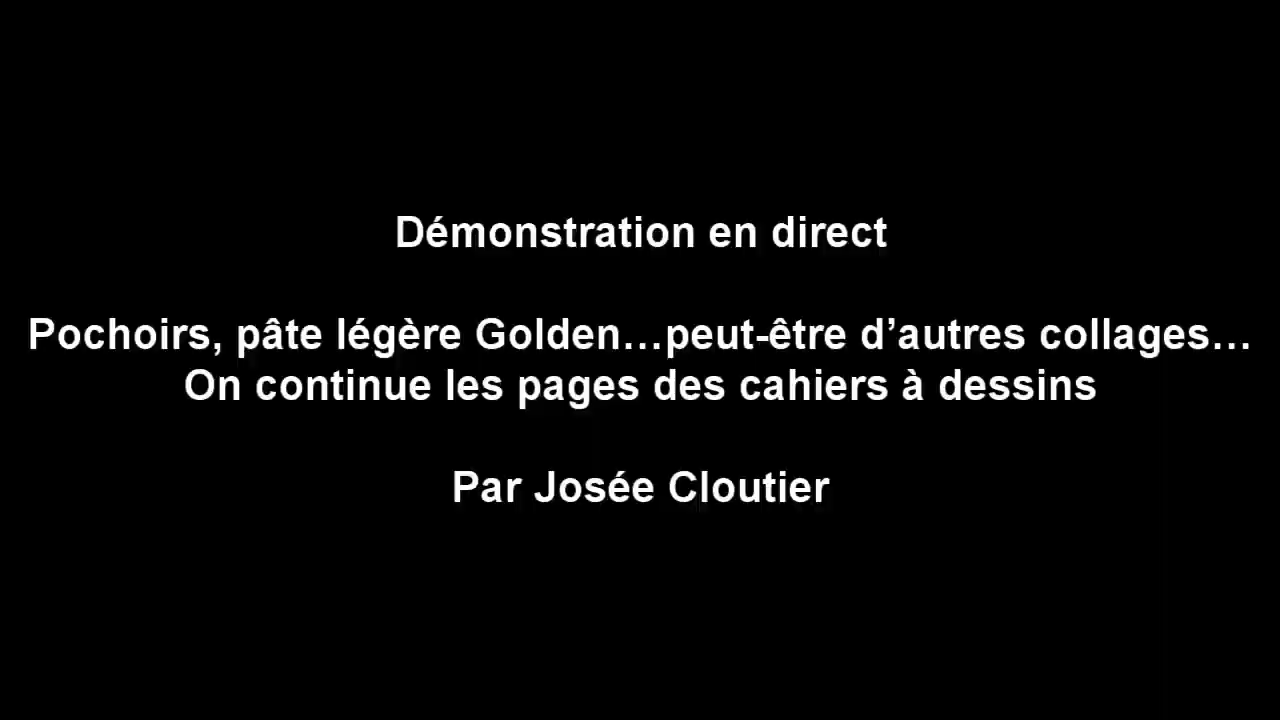 Démonstration en direct
Pochoirs, pâte légère Golden…peut-être d’autres collages…
On continue les pages des cahiers à dessins
Par Josée Cloutier